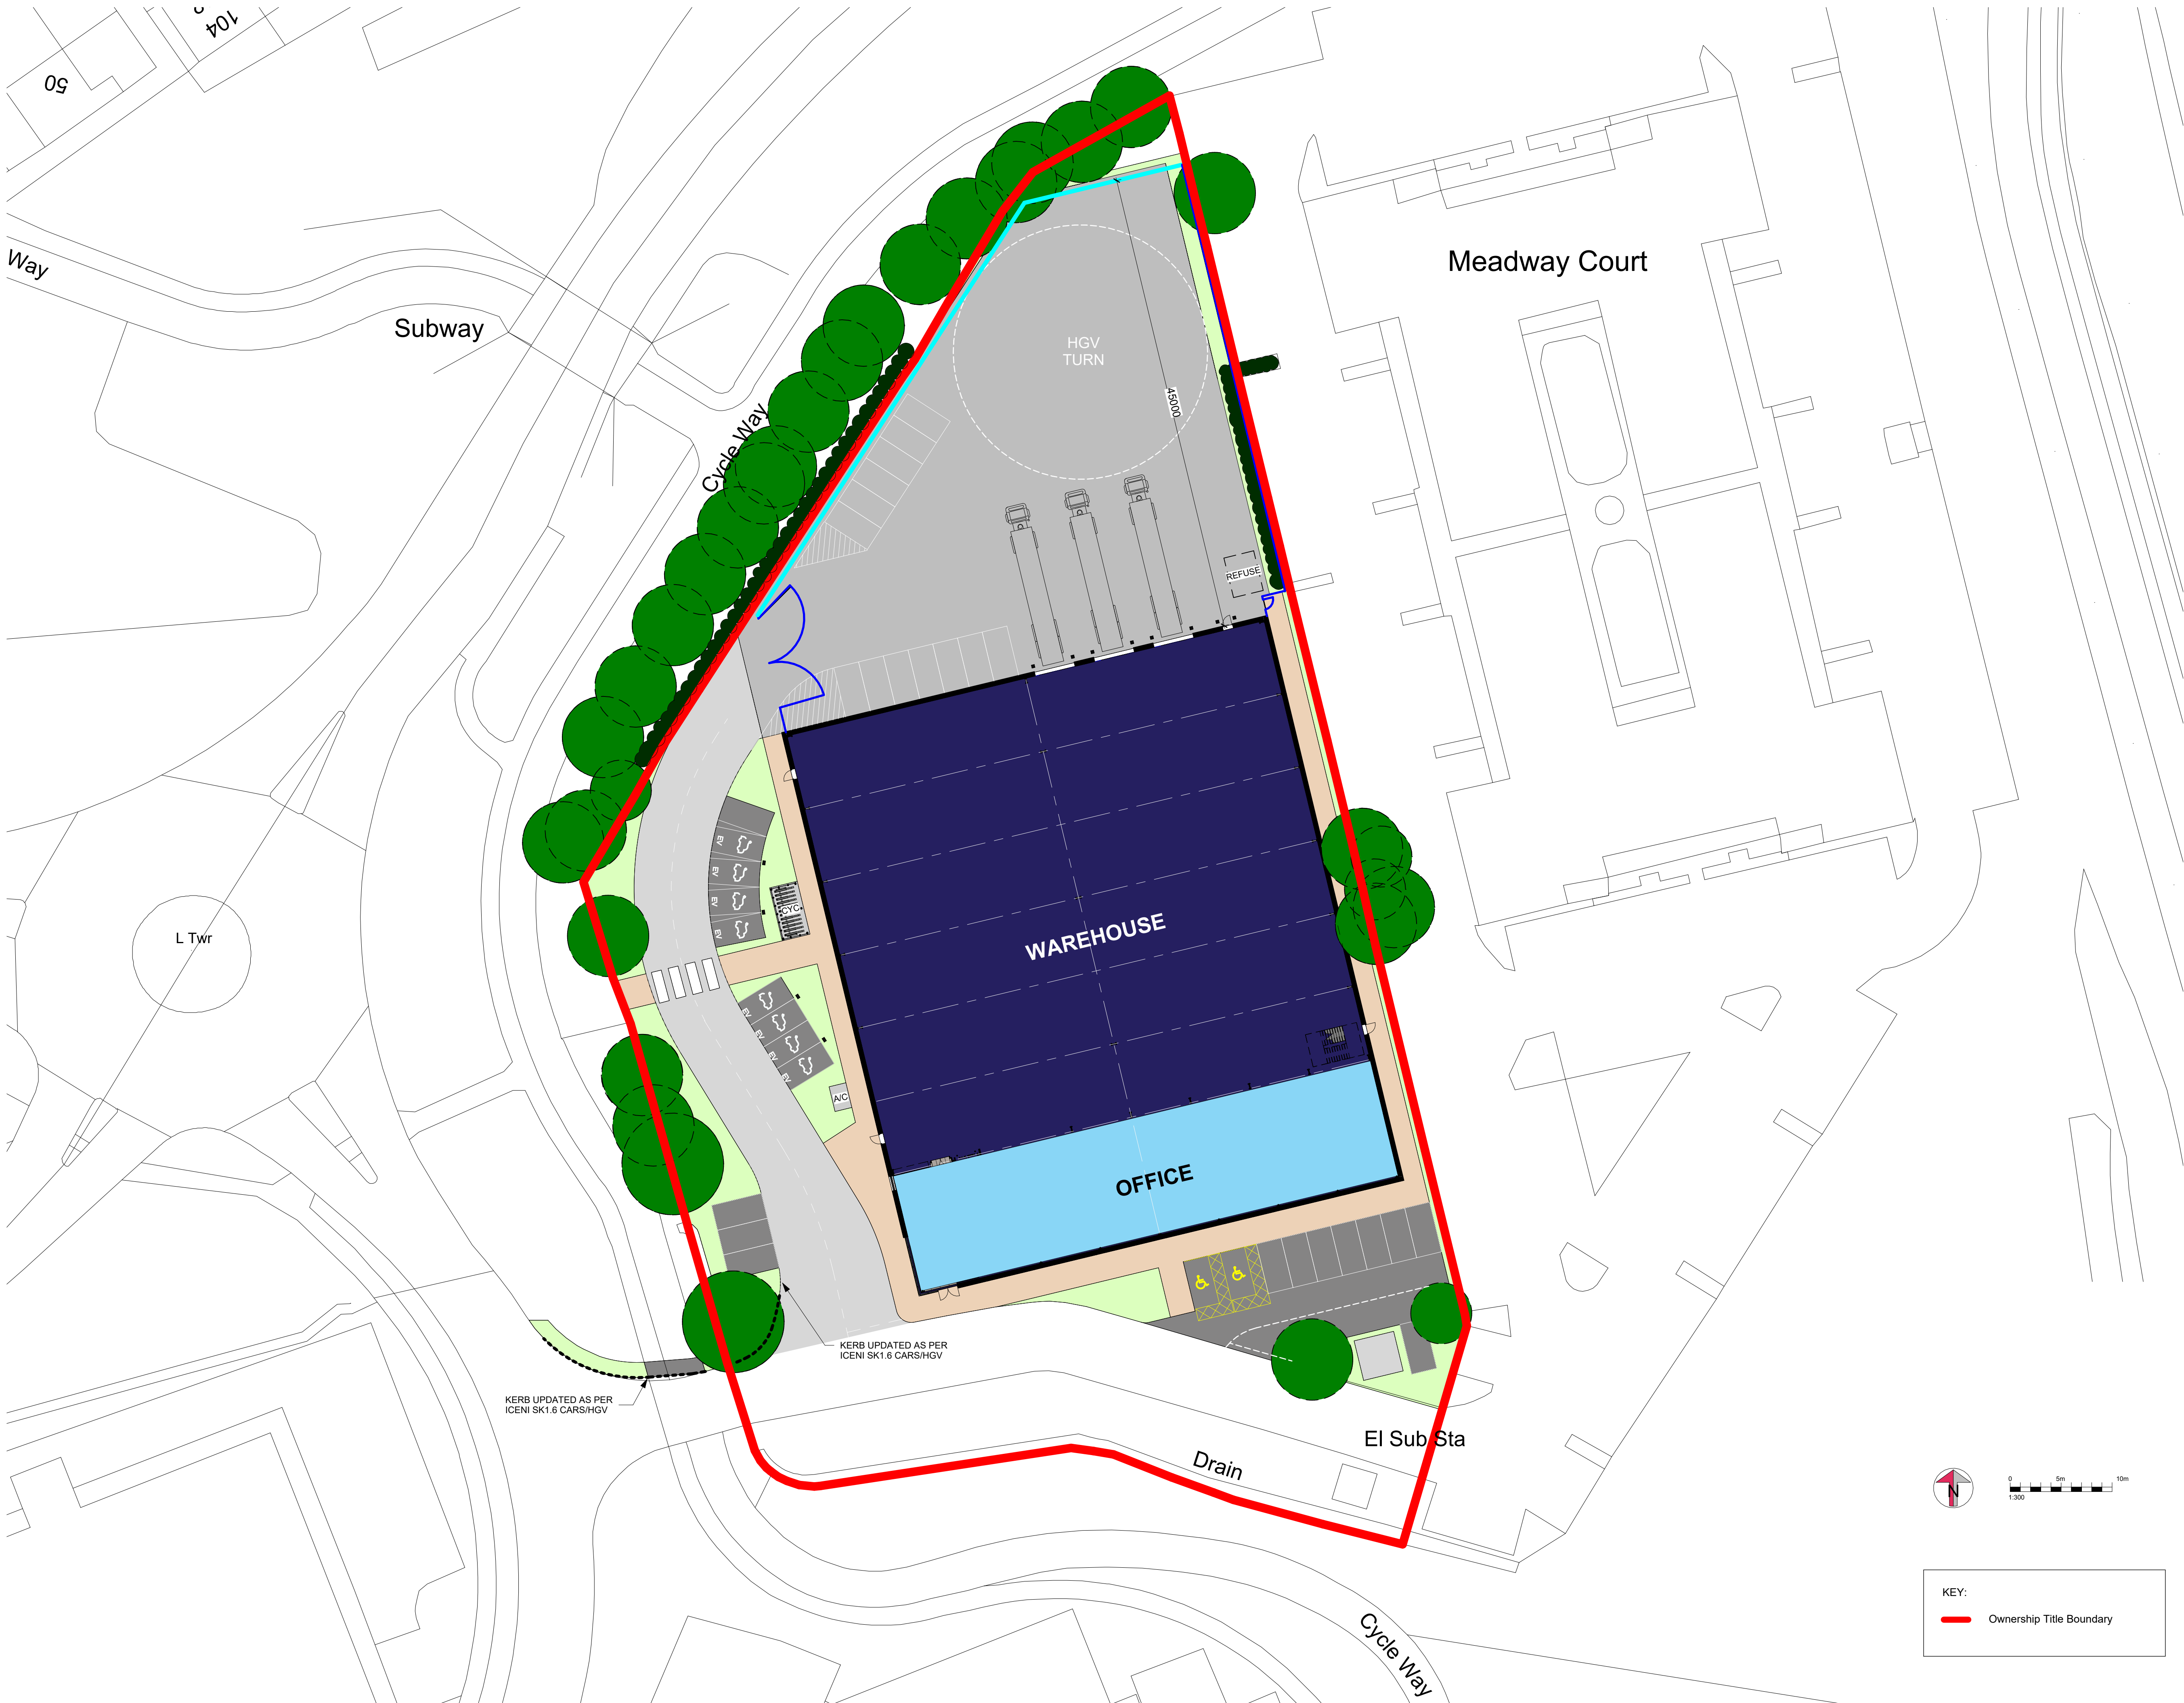 104
50
Way
Subway
Cycle Way
Meadway Court
HGV
TURN
45000
REFUSE
EV
EV
EV
EV
CYC
L Twr
WAREHOUSE
EV
EV
EV
EV
A/C
OFFICE
KERB UPDATED AS PER
ICENI SK1.6 CARS/HGV
KERB UPDATED AS PER
ICENI SK1.6 CARS/HGV
El Sub Sta
Drain
N
0 5m 10m
1:300
Cycle Way
KEY:
Ownership Title Boundary